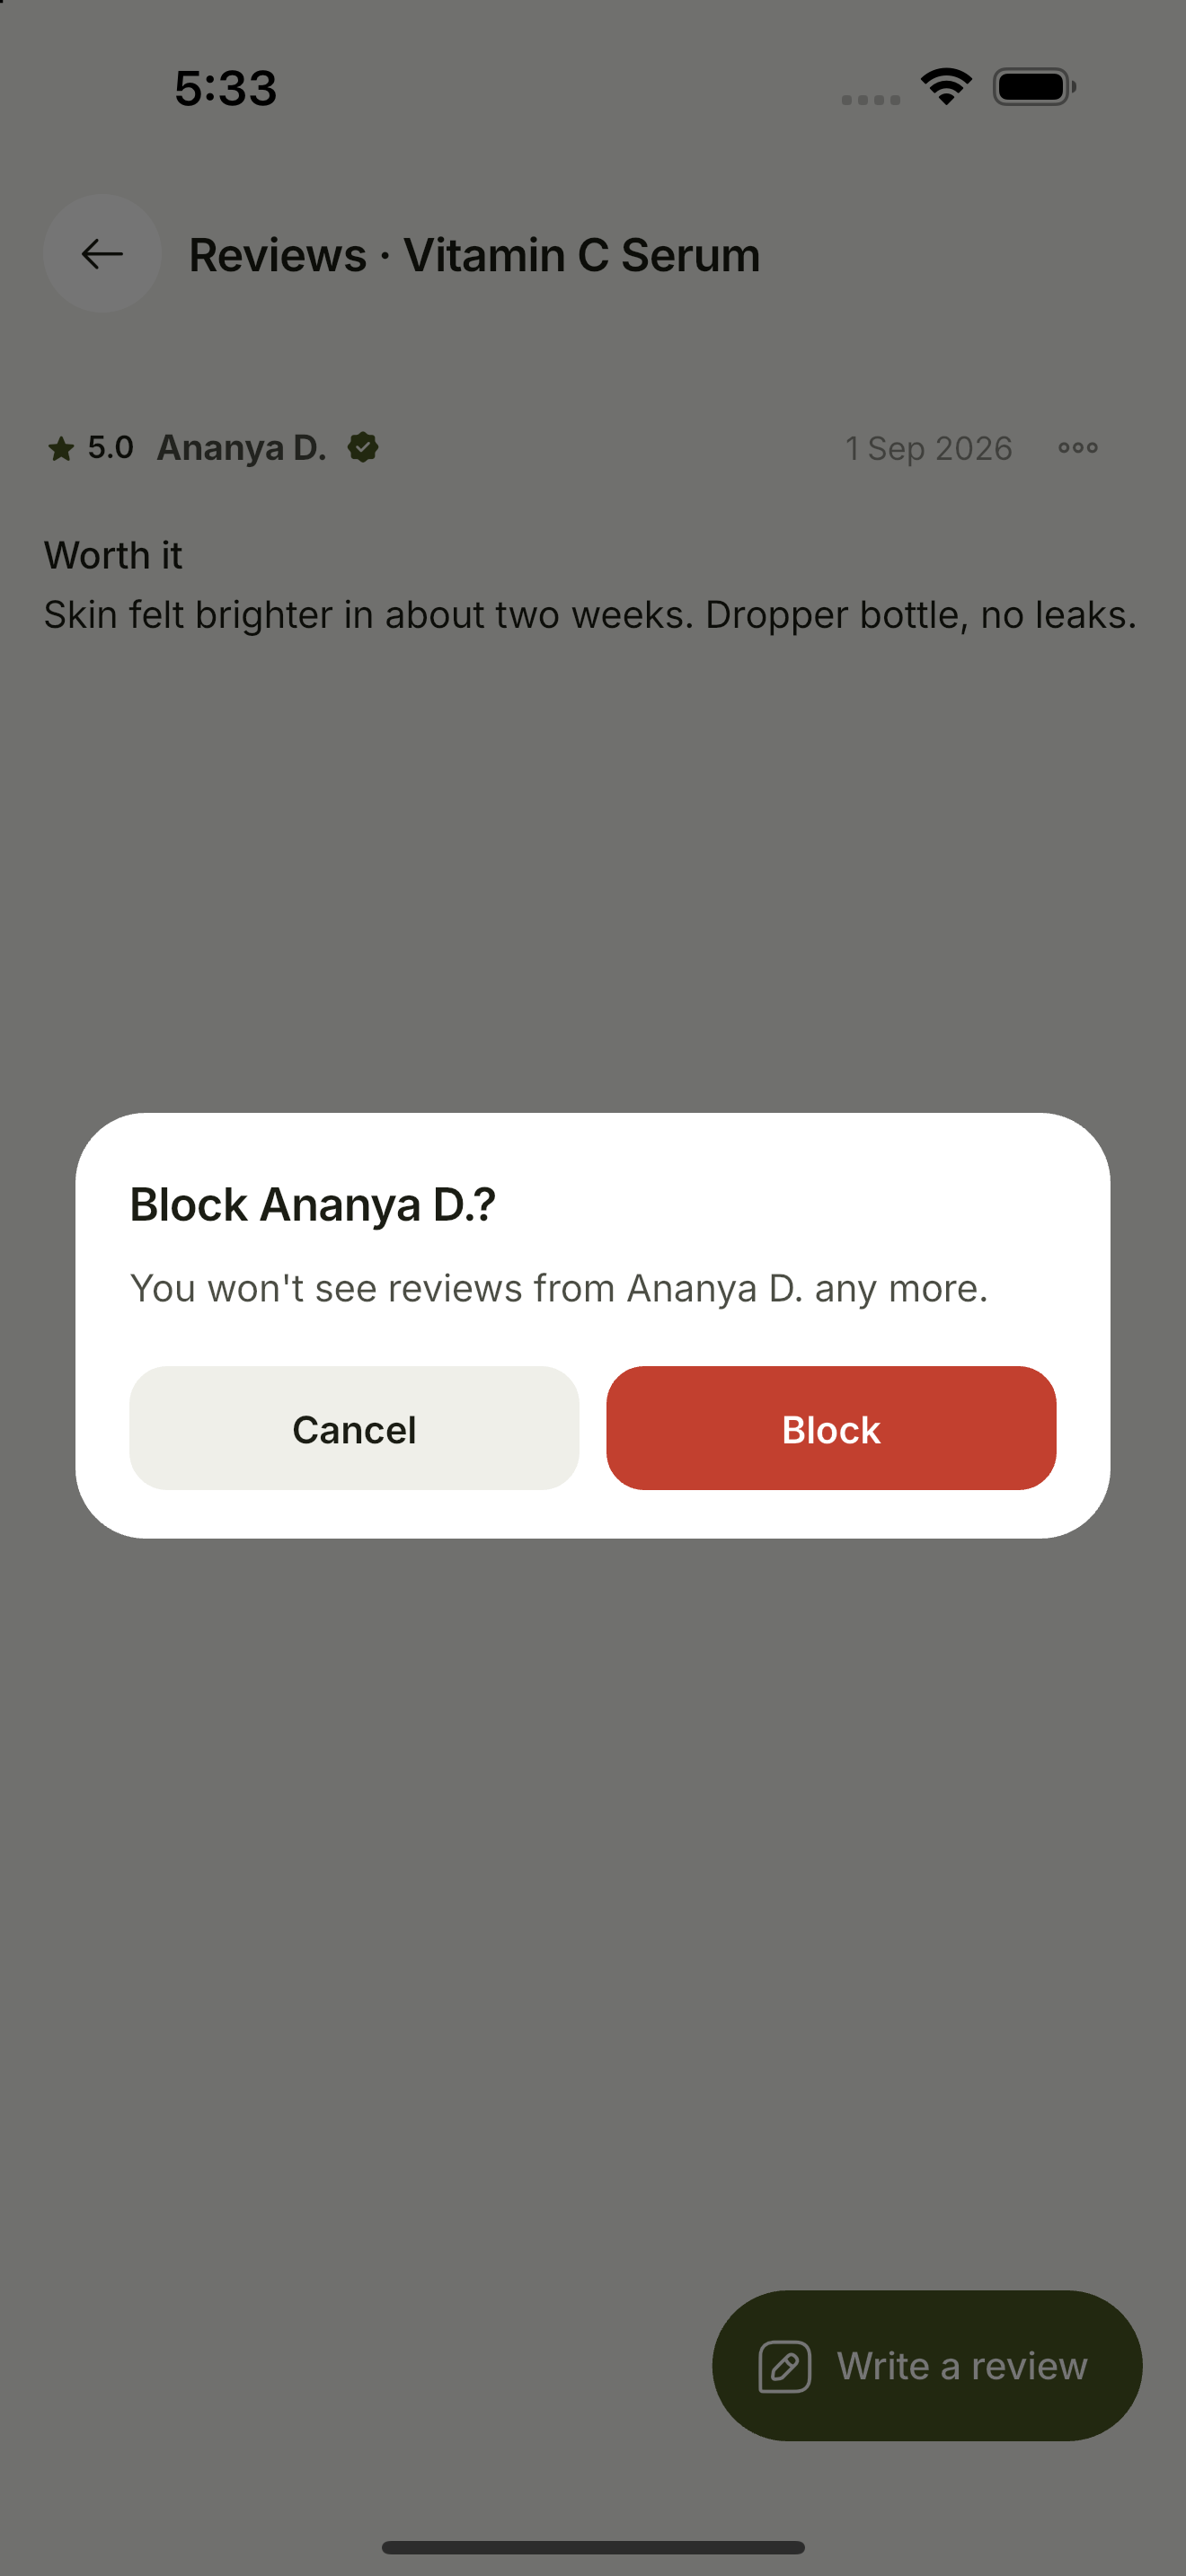 5:33
Reviews · Vitamin C Serum
5.0 Ananya D. 1 Sep 2026
Worth it
Skin felt brighter in about two weeks. Dropper bottle, no leaks.
Block Ananya D.?
You won't see reviews from Ananya D. any more.
Cancel Block
Write a review